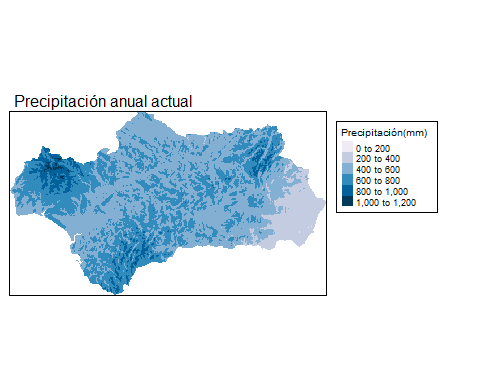 Precipitación anual actual
Precipitación(mm)
0 to 200
200 to 400
400 to 600
600 to 800
800 to 1,000
1,000 to 1,200